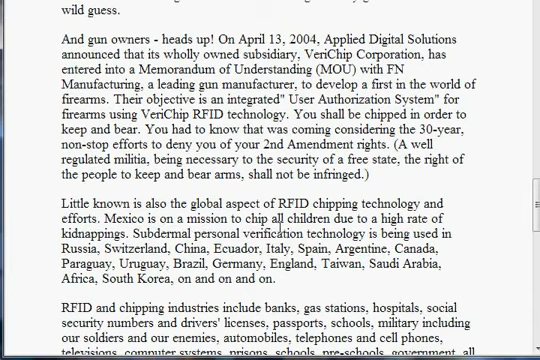 wild guess.
And gun owners - heads up! On April 13, 2004, Applied Digital Solutions
announced that its wholly owned subsidiary, VeriChip Corporation, has
entered into a Memorandum of Understanding (MOU) with FN
Manufacturing, a leading gun manufacturer, to develop a first in the world of
firearms. Their objective is an integrated" User Authorization System" for
firearms using VeriChip RFID technology. You shall be chipped in order to
keep and bear. You had to know that was coming considering the 30-year,
non-stop efforts to deny you of your 2nd Amendment rights. (A well
regulated militia, being necessary to the security of a free state, the right of
the people to keep and bear arms, shall not be infringed.)
Little known is also the global aspect of RFID chipping technology and
efforts. Mexico is on a mission to chip all children due to a high rate of
kidnappings. Subdermal personal verification technology is being used in
Russia, Switzerland, China, Ecuador, Italy, Spain, Argentine, Canada,
Paraguay, Uruguay, Brazil, Germany, England, Taiwan, Saudi Arabia,
Africa, South Korea, on and on and on.
RFID and chipping industries include banks, gas stations, hospitals, social
security numbers and drivers' licenses, passports, schools, military including
our soldiers and our enemies, automobiles, telephones and cell phones,
televisions, computer systems, prisons, schools, pre-schools, government, all